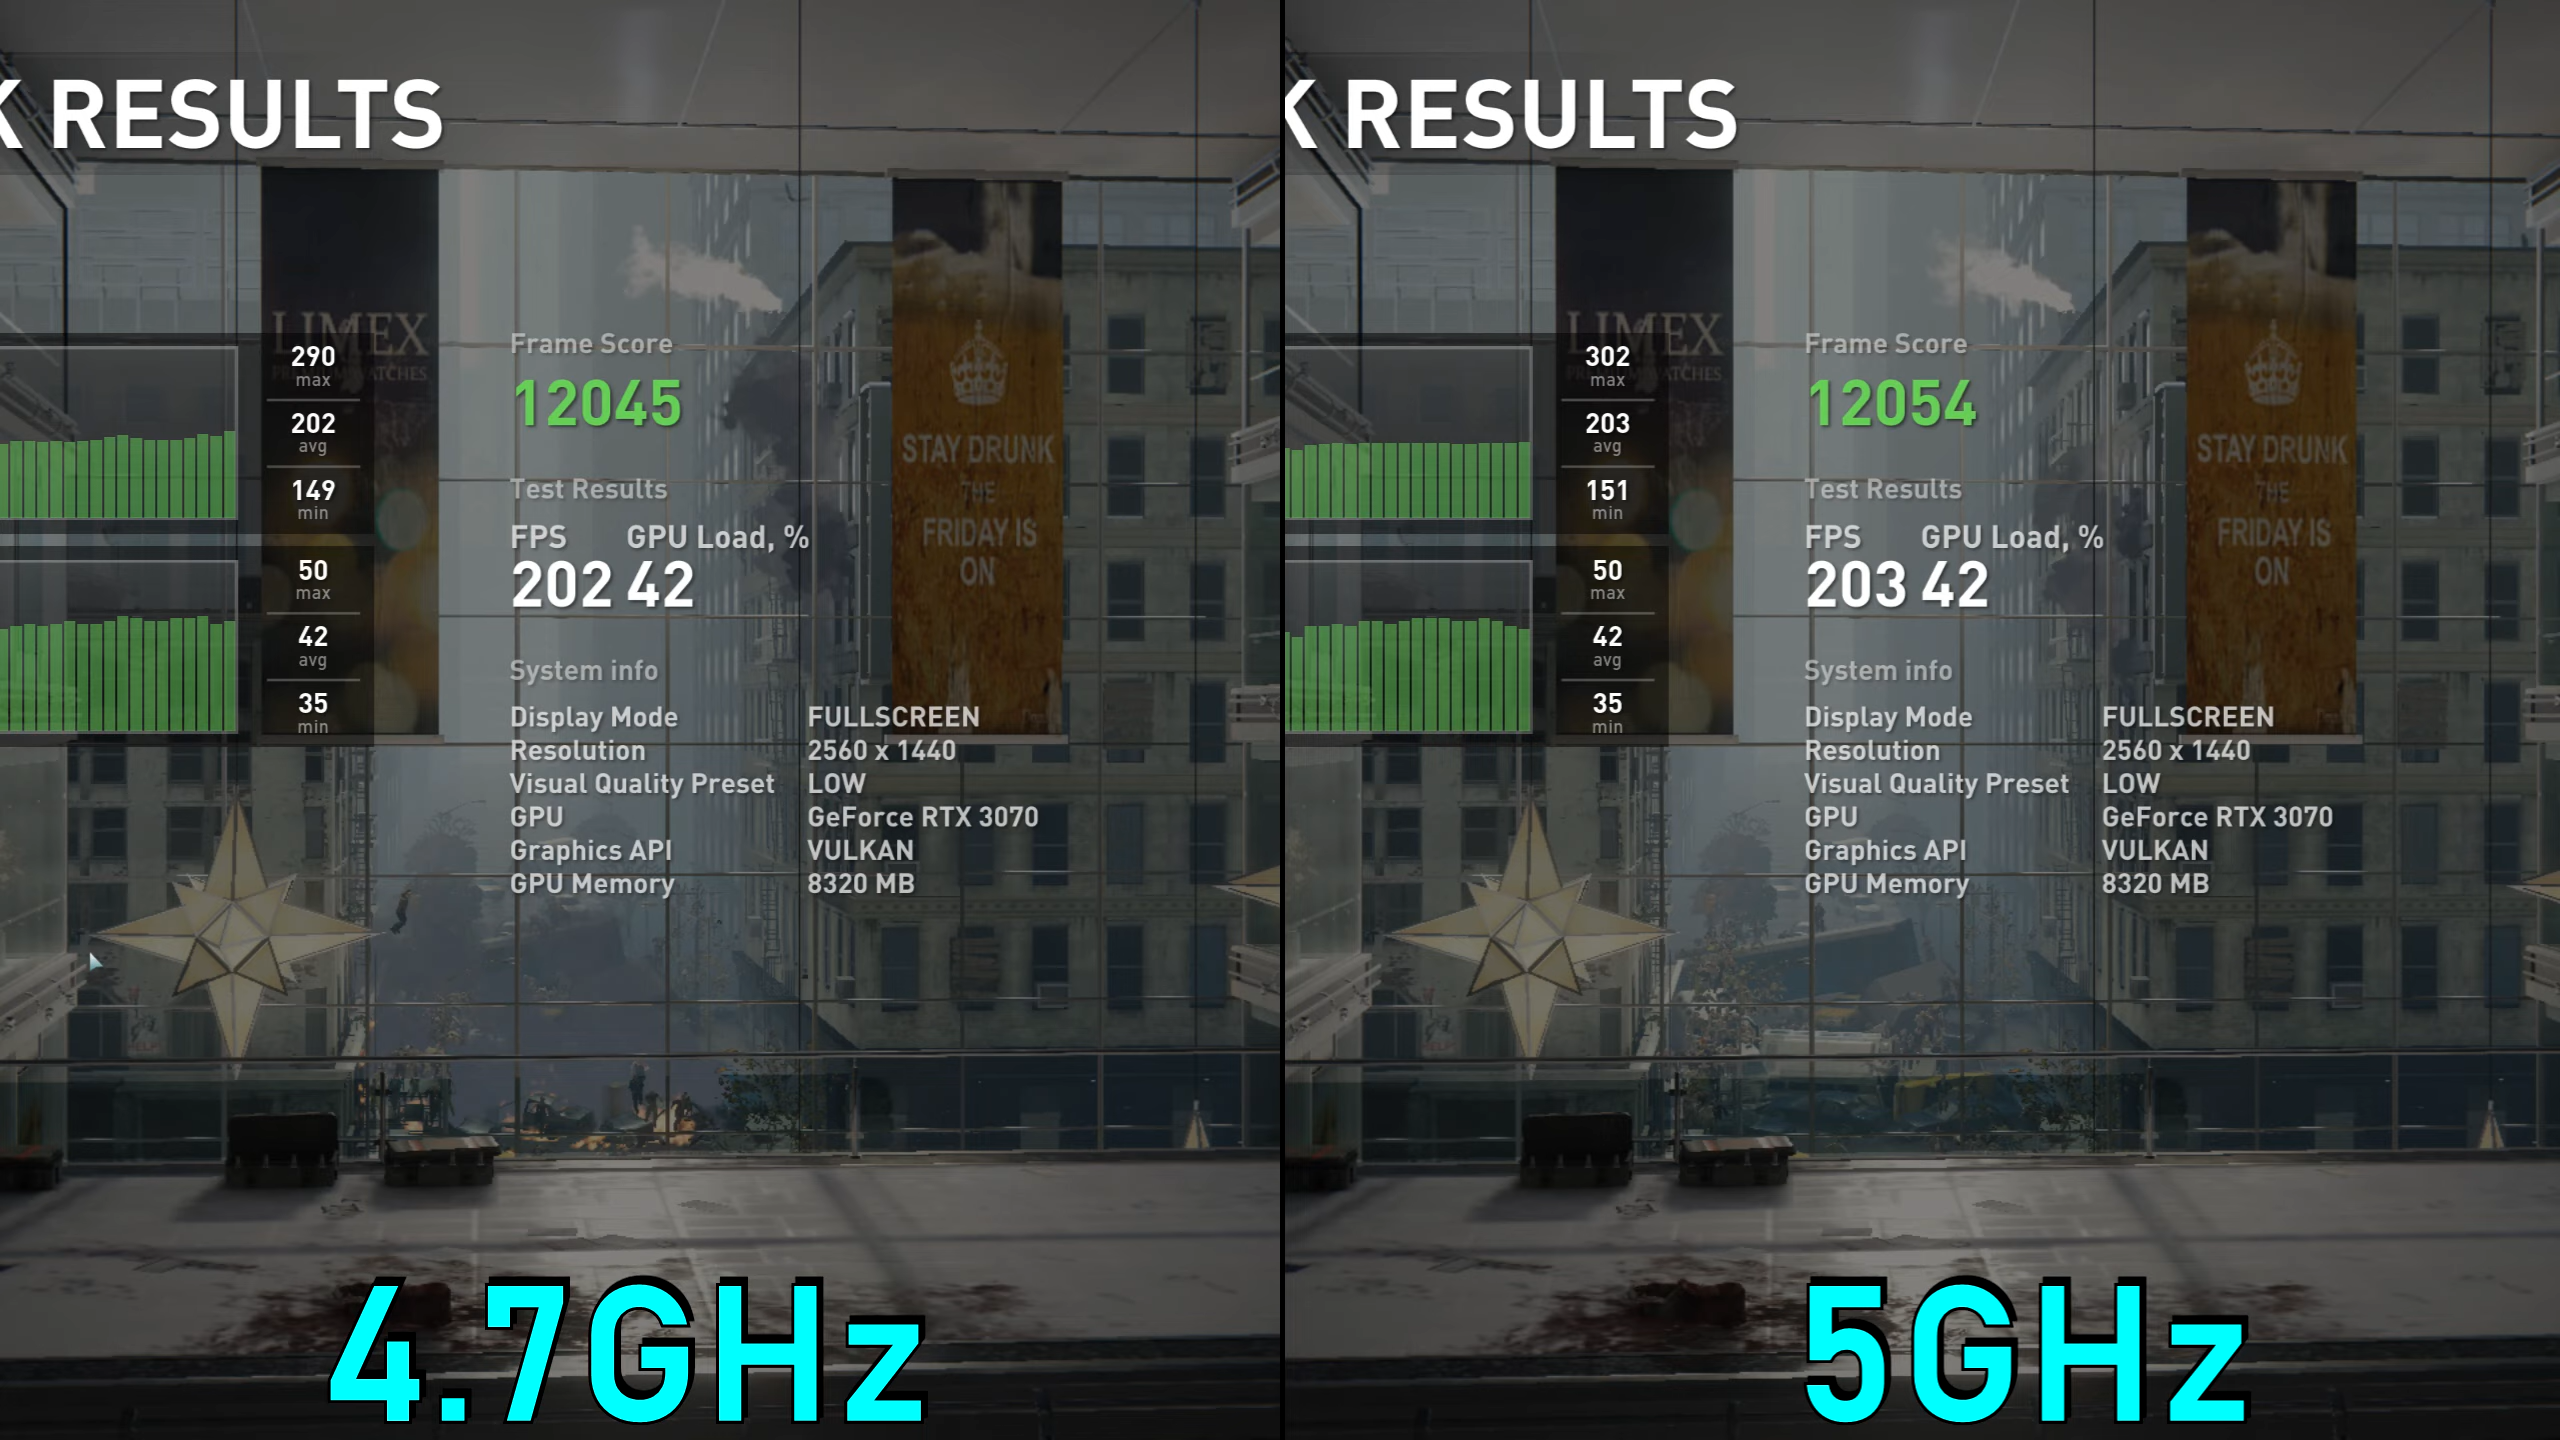 K RESULTS
LIMEX
290
max
202
avg
149
min
50
max
42
avg
35
min
Frame Score
12045
Test Results
FPS GPU Load, %
202 42
System info
Display Mode FULLSCREEN
Resolution 2560 x 1440
Visual Quality Preset LOW
GPU GeForce RTX 3070
Graphics API VULKAN
GPU Memory 8320 MB
STAY DRUNK
THE
FRIDAY IS
ON
4.7GHz
K RESULTS
LIMEX
302
max
203
avg
151
min
50
max
42
avg
35
min
Frame Score
12054
Test Results
FPS GPU Load, %
203 42
System info
Display Mode FULLSCREEN
Resolution 2560 x 1440
Visual Quality Preset LOW
GPU GeForce RTX 3070
Graphics API VULKAN
GPU Memory 8320 MB
STAY DRUNK
THE
FRIDAY IS
ON
5GHz